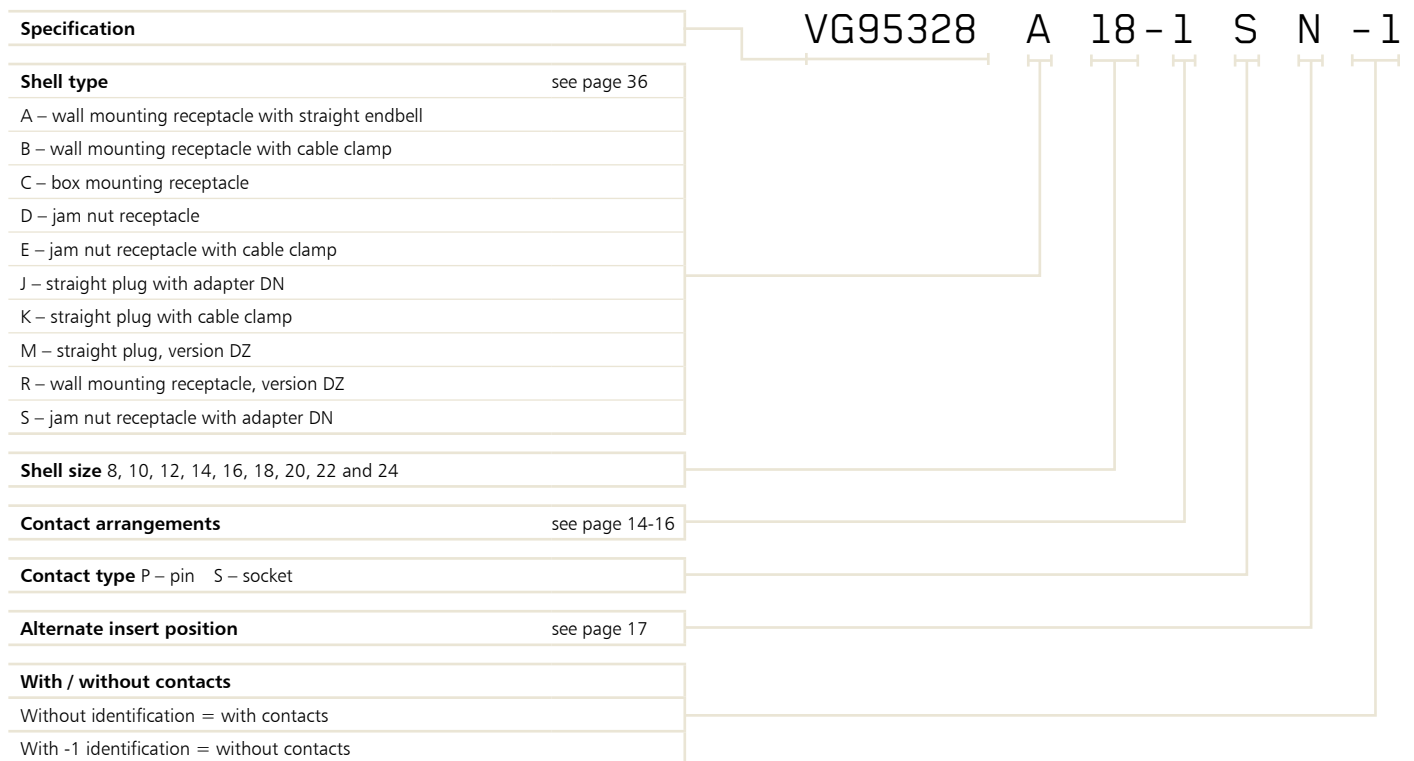 Specification
VG95328 A 18-1 S N -1
Shell type see page 36
A – wall mounting receptacle with straight endbell
B – wall mounting receptacle with cable clamp
C – box mounting receptacle
D – jam nut receptacle
E – jam nut receptacle with cable clamp
J – straight plug with adapter DN
K – straight plug with cable clamp
M – straight plug, version DZ
R – wall mounting receptacle, version DZ
S – jam nut receptacle with adapter DN
Shell size 8, 10, 12, 14, 16, 18, 20, 22 and 24
Contact arrangements see page 14-16
Contact type P – pin S – socket
Alternate insert position see page 17
With / without contacts
Without identification = with contacts
With -1 identification = without contacts